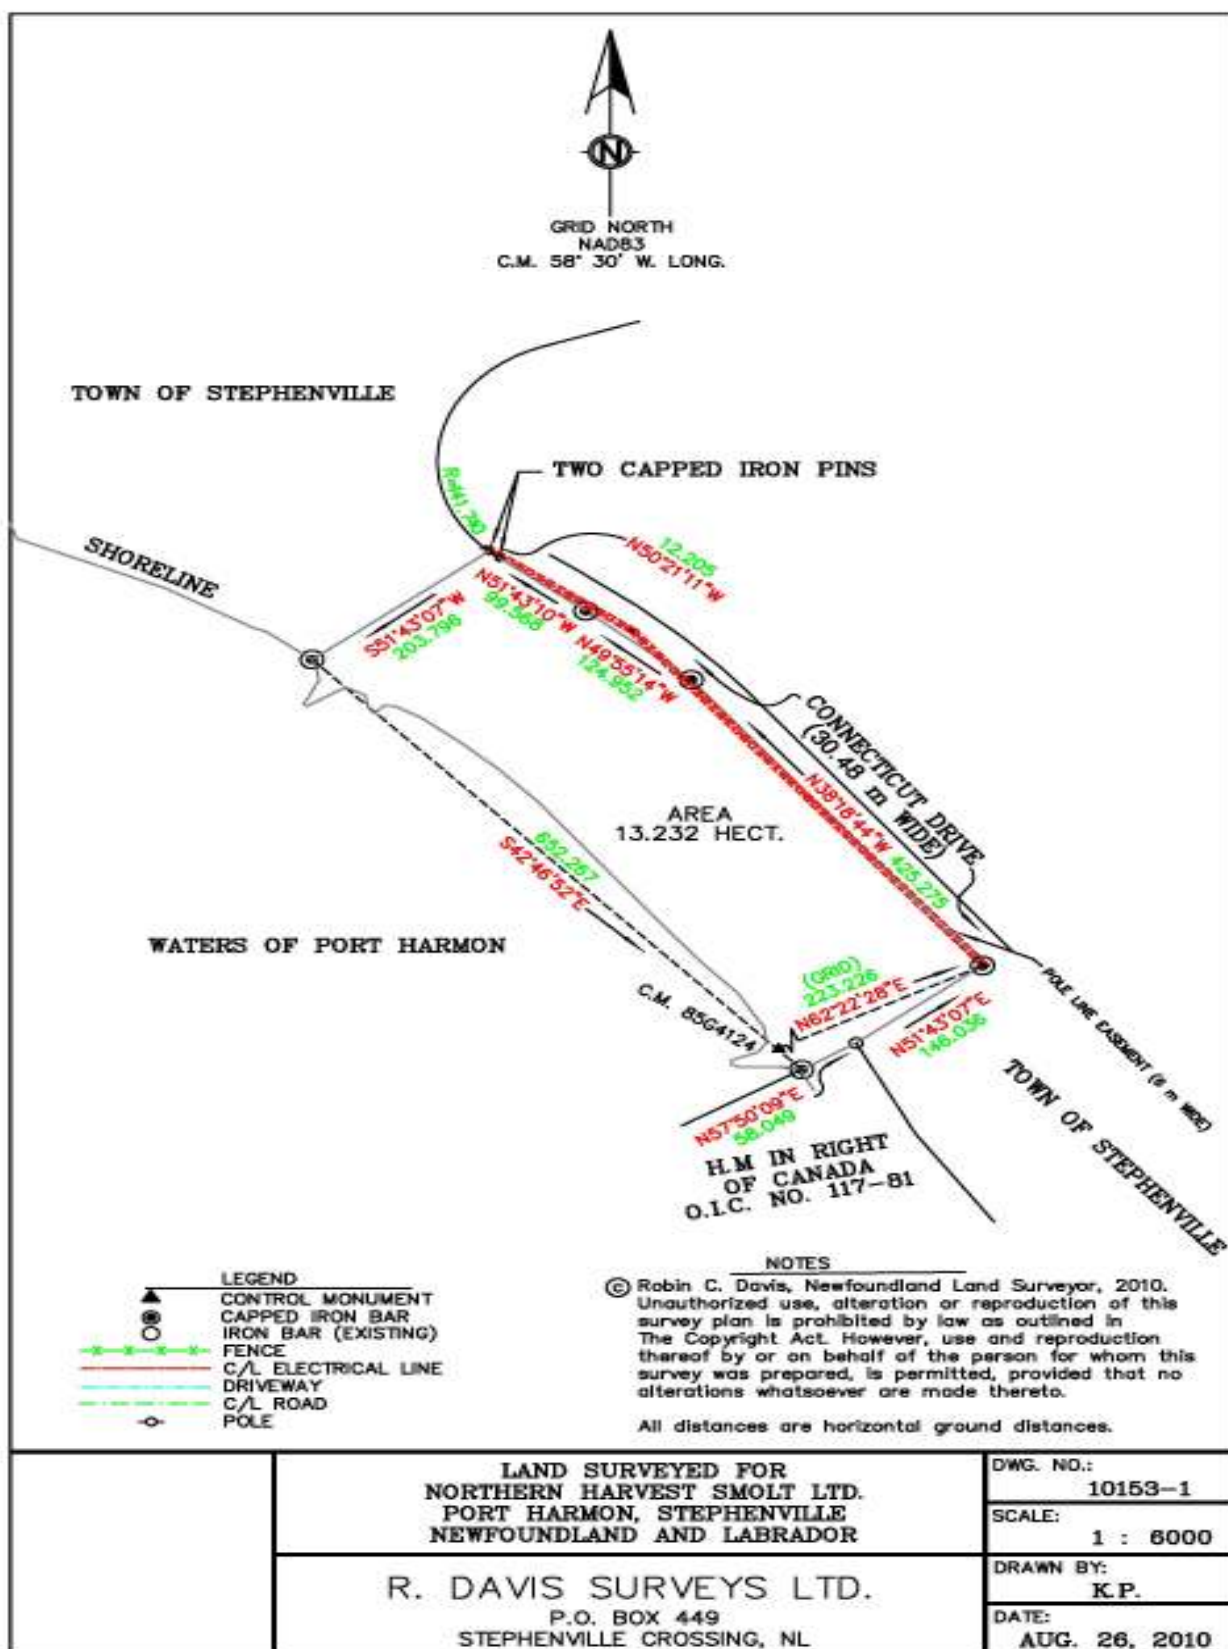 N
GRID NORTH
NAD83
C.M. 58° 30' W. LONG.
TOWN OF STEPHENVILLE
TWO CAPPED IRON PINS
SHORELINE
12.205
N50°21'11"W
N51°43'10"W
99.568
S51°43'07"W
203.796
N49°55'14"W
124.952
CONNECTICUT DRIVE
(30.48 m WIDE)
N38°18'44"W 425.275
AREA
13.232 HECT.
652.267
S42°46'52"E
WATERS OF PORT HARMON
C.M. 85G4124
(GRID)
223.226
N62°22'28"E
N51°43'07"E
146.036
POLE LINE EASEMENT (6 m WIDE)
TOWN OF STEPHENVILLE
N57°50'09"E
58.049
H.M IN RIGHT
OF CANADA
O.I.C. NO. 117-81
LEGEND
CONTROL MONUMENT
CAPPED IRON BAR
IRON BAR (EXISTING)
FENCE
C/L ELECTRICAL LINE
DRIVEWAY
C/L ROAD
POLE
NOTES
© Robin C. Davis, Newfoundland Land Surveyor, 2010.
Unauthorized use, alteration or reproduction of this
survey plan is prohibited by law as outlined in
The Copyright Act. However, use and reproduction
thereof by or on behalf of the person for whom this
survey was prepared, is permitted, provided that no
alterations whatsoever are made thereto.
All distances are horizontal ground distances.
LAND SURVEYED FOR
NORTHERN HARVEST SMOLT LTD.
PORT HARMON, STEPHENVILLE
NEWFOUNDLAND AND LABRADOR
R. DAVIS SURVEYS LTD.
P.O. BOX 449
STEPHENVILLE CROSSING, NL
DWG. NO.:
10153-1
SCALE:
1 : 6000
DRAWN BY:
K.P.
DATE:
AUG. 26, 2010